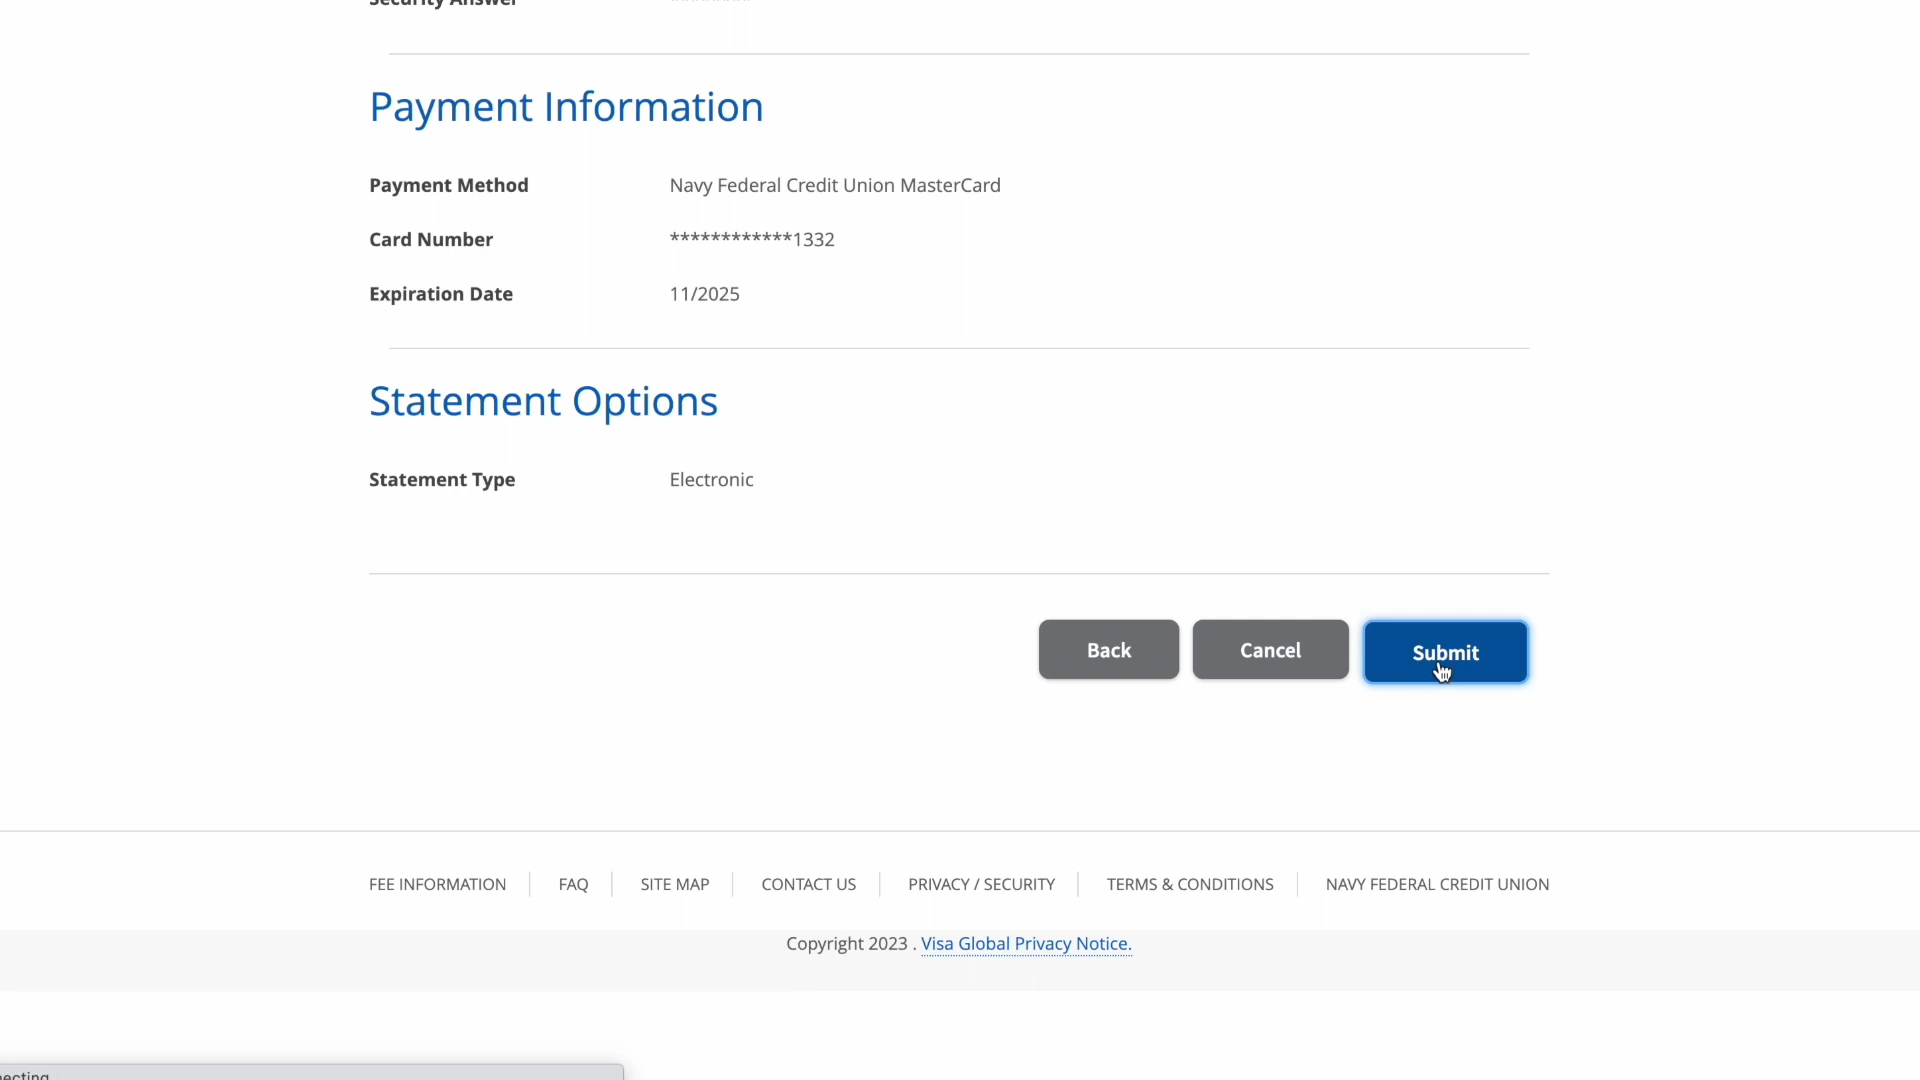 Security Answer
Payment Information
Payment Method Navy Federal Credit Union MasterCard
Card Number ************1332
Expiration Date 11/2025
Statement Options
Statement Type Electronic
Back Cancel Submit
FEE INFORMATION FAQ SITE MAP CONTACT US PRIVACY / SECURITY TERMS & CONDITIONS NAVY FEDERAL CREDIT UNION
Copyright 2023 . Visa Global Privacy Notice.